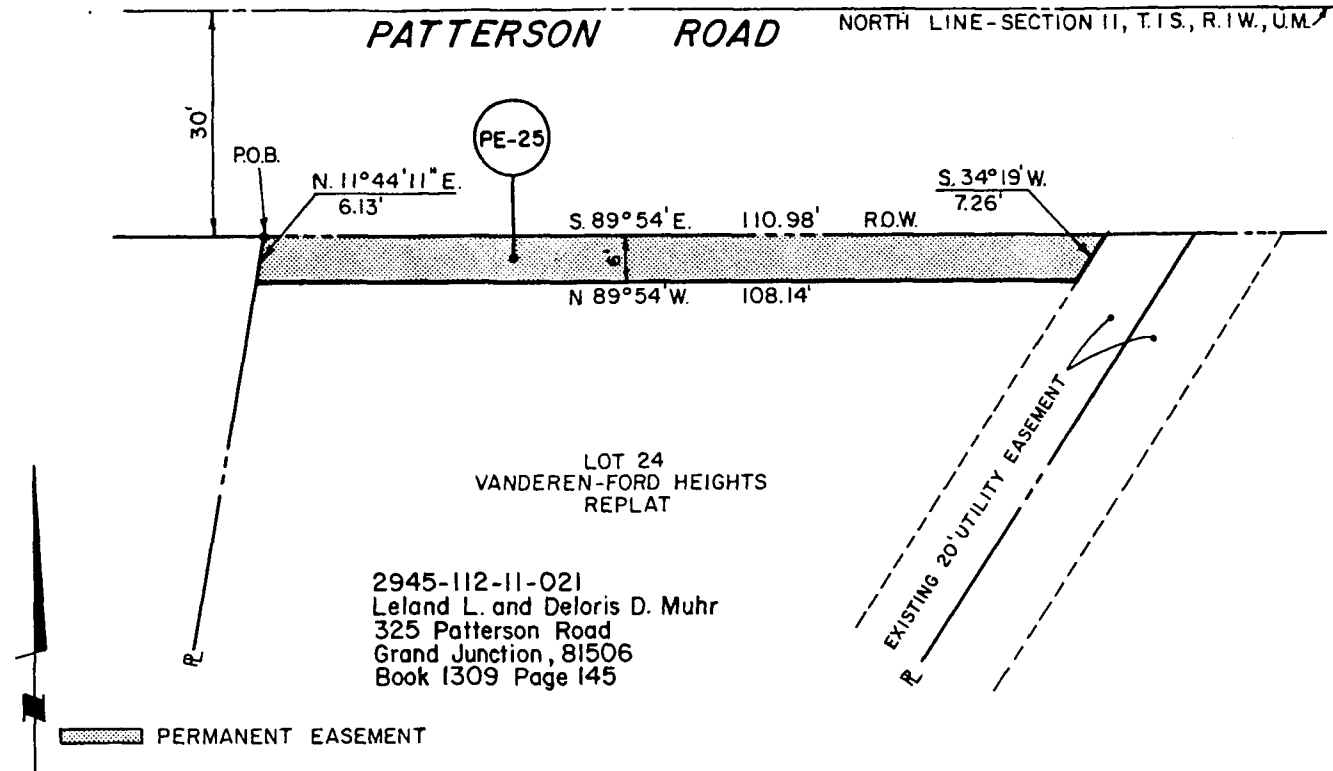 PATTERSON ROAD
NORTH LINE-SECTION 11, T.1 S., R.1 W., U.M.
30'
PE-25
P.O.B.
N. 11°44'11" E.
6.13'
S. 34°19' W.
7.26'
S. 89°54' E. 110.98' R.O.W.
6'
N 89°54' W. 108.14'
LOT 24
VANDEREN-FORD HEIGHTS
REPLAT
EXISTING 20' UTILITY EASEMENT
2945-112-11-021
Leland L. and Deloris D. Muhr
325 Patterson Road
Grand Junction, 81506
Book 1309 Page 145
PL
PL
PERMANENT EASEMENT